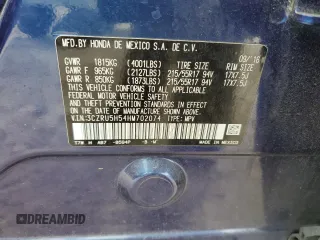 MFD.BY HONDA DE MEXICO S.A. DE C.V.
09/16
GVWR 1815KG (4001LBS) TIRE SIZE RIM SIZE
GAWR F 965KG (2127LBS) 215/55R17 94V 17X7.5J
GAWR R 850KG (1873LBS) 215/55R17 94V 17X7.5J
THIS VEHICLE CONFORMS TO ALL APPLICABLE
FEDERAL MOTOR VEHICLE SAFETY AND
THEFT PREVENTION STANDARDS IN EFFECT ON
THE DATE OF MANUFACTURE SHOWN ABOVE.
V.I.N: 3CZRU5H54HM702074 TYPE: MPV
MADE IN MEXICO
AutoBidMaster